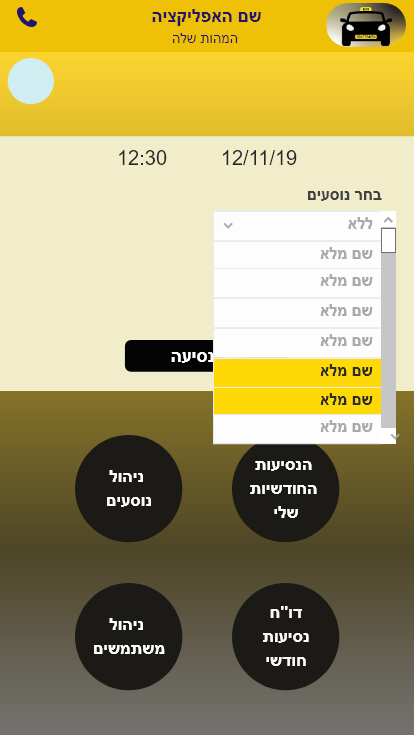 שם האפליקציה
המהות שלה
12/11/19
12:30
בחר נוסעים
ללא
שם מלא
שם מלא
שם מלא
שם מלא
שם מלא
שם מלא
שם מלא
נסיעה
הנסיעות
החודשיות
שלי
ניהול
נוסעים
דו"ח
נסיעות
חודשי
ניהול
משתמשים